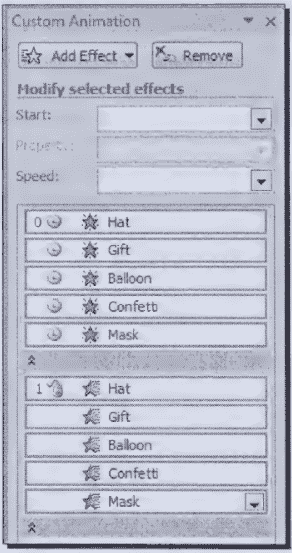 Custom Animation
Add Effect Remove
Modify selected effects
Start:
Speed:
0 Hat
Gift
Balloon
Confetti
Mask
1 Hat
Gift
Balloon
Confetti
Mask